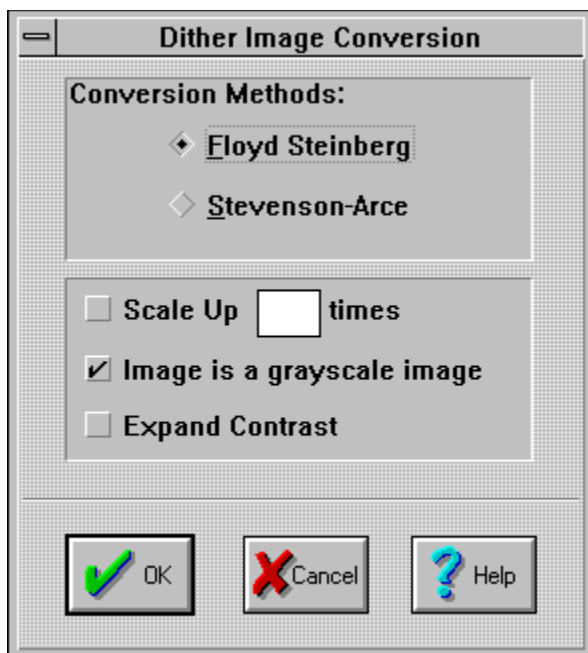 Dither Image Conversion
Conversion Methods:
Floyd Steinberg
Stevenson-Arce
Scale Up times
Image is a grayscale image
Expand Contrast
OK Cancel Help